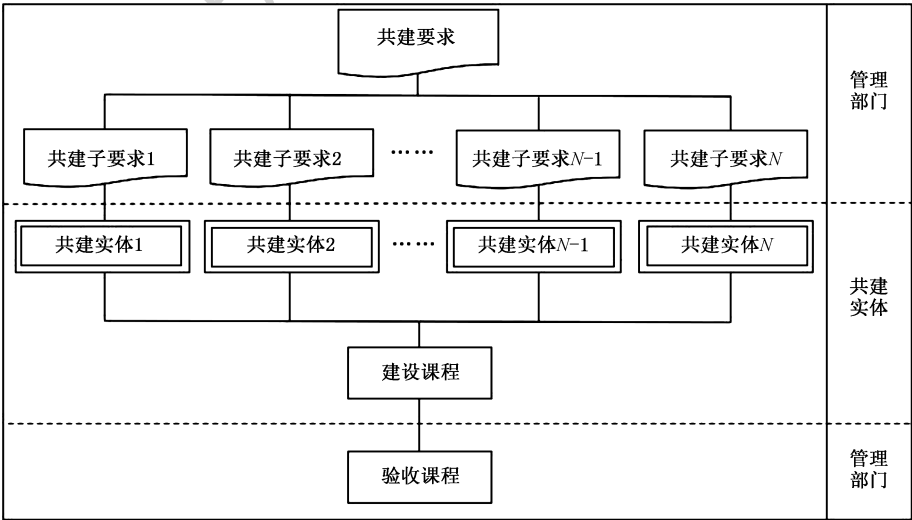 共建要求
管理
部门
共建子要求1
共建子要求2
……
共建子要求N-1
共建子要求N
共建实体1
共建实体2
……
共建实体N-1
共建实体N
共建
实体
建设课程
验收课程
管理
部门